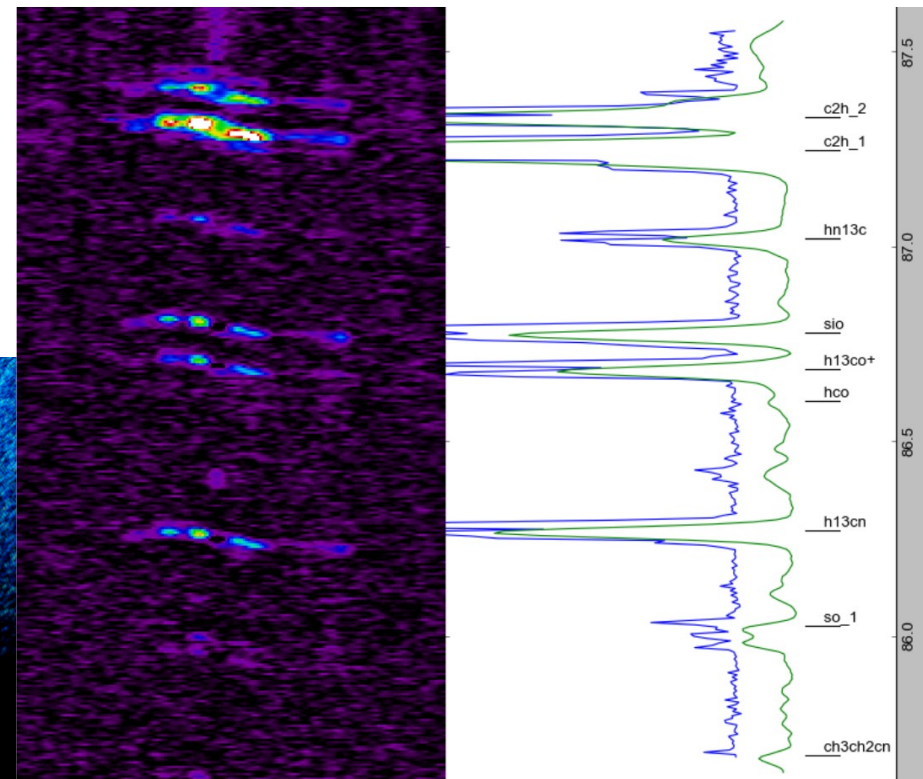 87.5
c2h_2
c2h_1
hn13c
87.0
sio
h13co+
hco
86.5
h13cn
so_1
86.0
ch3ch2cn